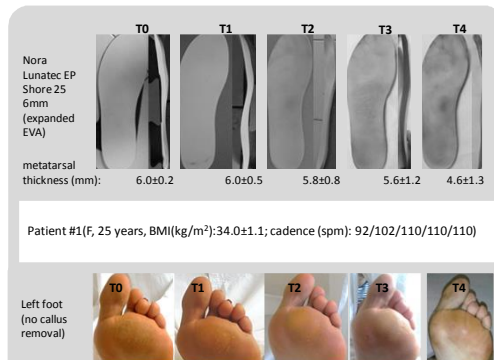 T0 T1 T2 T3 T4
Nora
Lunatec EP
Shore 25
6mm
(expanded
EVA)
metatarsal
thickness (mm): 6.0±0.2 6.0±0.5 5.8±0.8 5.6±1.2 4.6±1.3
Patient #1(F, 25 years, BMI(kg/m²):34.0±1.1; cadence (spm): 92/102/110/110/110)
T0 T1 T2 T3 T4
Left foot
(no callus
removal)